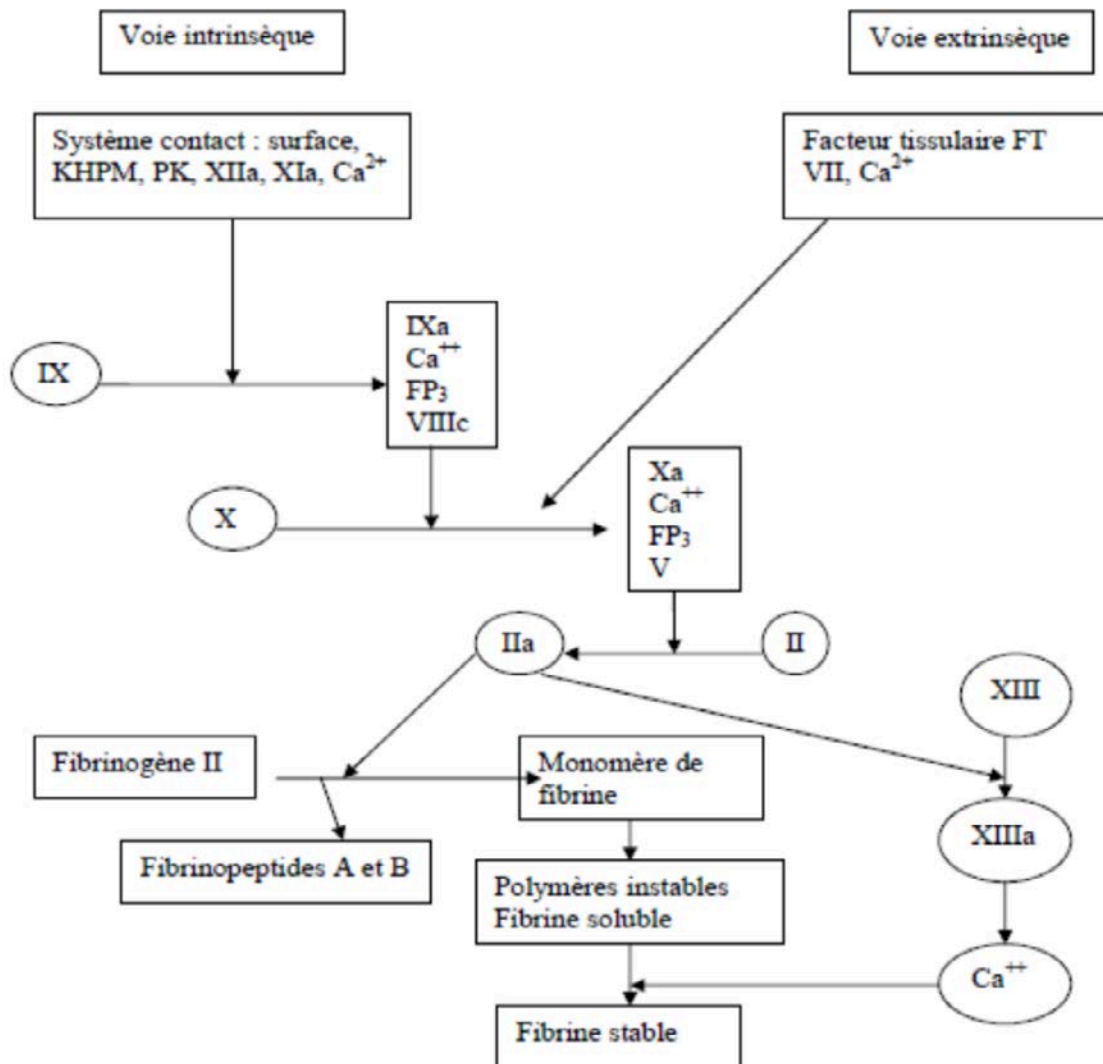 Voie intrinsèque
Voie extrinsèque
Système contact : surface,
KHPM, PK, XIIa, XIa, Ca²⁺
Facteur tissulaire FT
VII, Ca²⁺
IX
IXa
Ca⁺⁺
FP₃
VIIIc
X
Xa
Ca⁺⁺
FP₃
V
IIa
II
XIII
Fibrinogène II
Monomère de
fibrine
XIIIa
Fibrinopeptides A et B
Polymères instables
Fibrine soluble
Ca⁺⁺
Fibrine stable